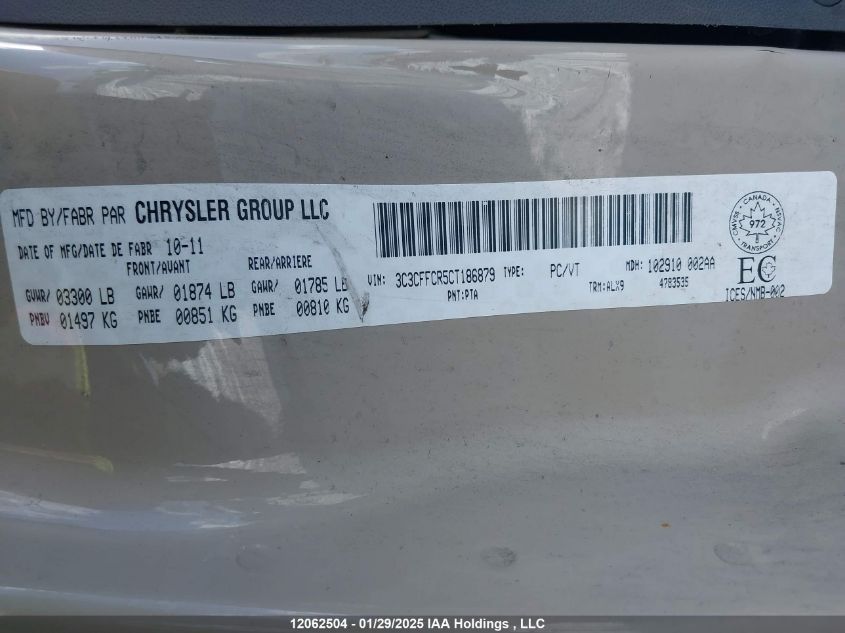 MFD BY/FABR PAR CHRYSLER GROUP LLC
DATE OF MFG/DATE DE FABR 10-11
FRONT/AVANT REAR/ARRIERE
GVWR/ 03300 LB GAWR/ 01874 LB GAWR/ 01785 LB
PNBV 01497 KG PNBE 00851 KG PNBE 00810 KG
VIN: 3C3CFFCR5CT186879 TYPE: PC/VT MDH: 102910 002AA
PNT:PTA TRM:ALX9 4783535
CANADA
CMVSS 972 NSVAC
TRANSPORT
EC
ICES/NMB-002
12062504 - 01/29/2025 IAA Holdings , LLC